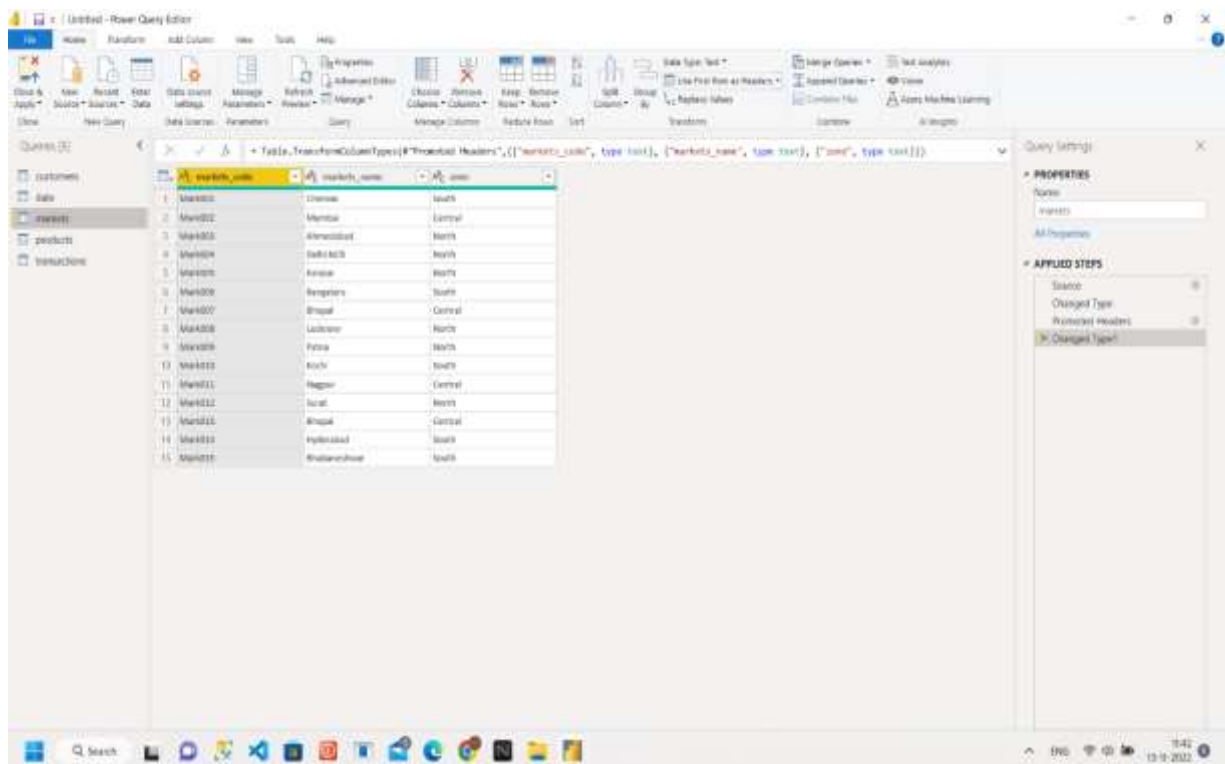 Untitled - Power Query Editor
File Home Transform Add Column View Tools Help
Close & Apply New Source Recent Sources Enter Data Data source settings Manage Parameters Refresh Preview Properties Advanced Editor Manage Choose Columns Remove Columns Keep Rows Remove Rows Split Column Group By Data Type: Text Use First Row as Headers Replace Values Merge Queries Append Queries Combine Files Text Analytics Vision Azure Machine Learning
Close New Query Data Sources Parameters Query Manage Columns Reduce Rows Sort Transform Combine AI Insights
Queries [5]
customers
date
markets
products
transactions
= Table.TransformColumnTypes(#"Promoted Headers",{{"markets_code", type text}, {"markets_name", type text}, {"zone", type text}})
markets_code markets_name zone
1 Mark001 Chennai South
2 Mark002 Mumbai Central
3 Mark003 Ahmedabad North
4 Mark004 Delhi NCR North
5 Mark005 Kanpur North
6 Mark006 Bengaluru South
7 Mark007 Bhopal Central
8 Mark008 Lucknow North
9 Mark009 Patna North
10 Mark010 Kochi South
11 Mark011 Nagpur Central
12 Mark012 Surat North
13 Mark013 Bhopal Central
14 Mark014 Hyderabad South
15 Mark015 Bhubaneshwar South
Query Settings
PROPERTIES
Name
markets
All Properties
APPLIED STEPS
Source
Changed Type
Promoted Headers
Changed Type1
Search
ENG